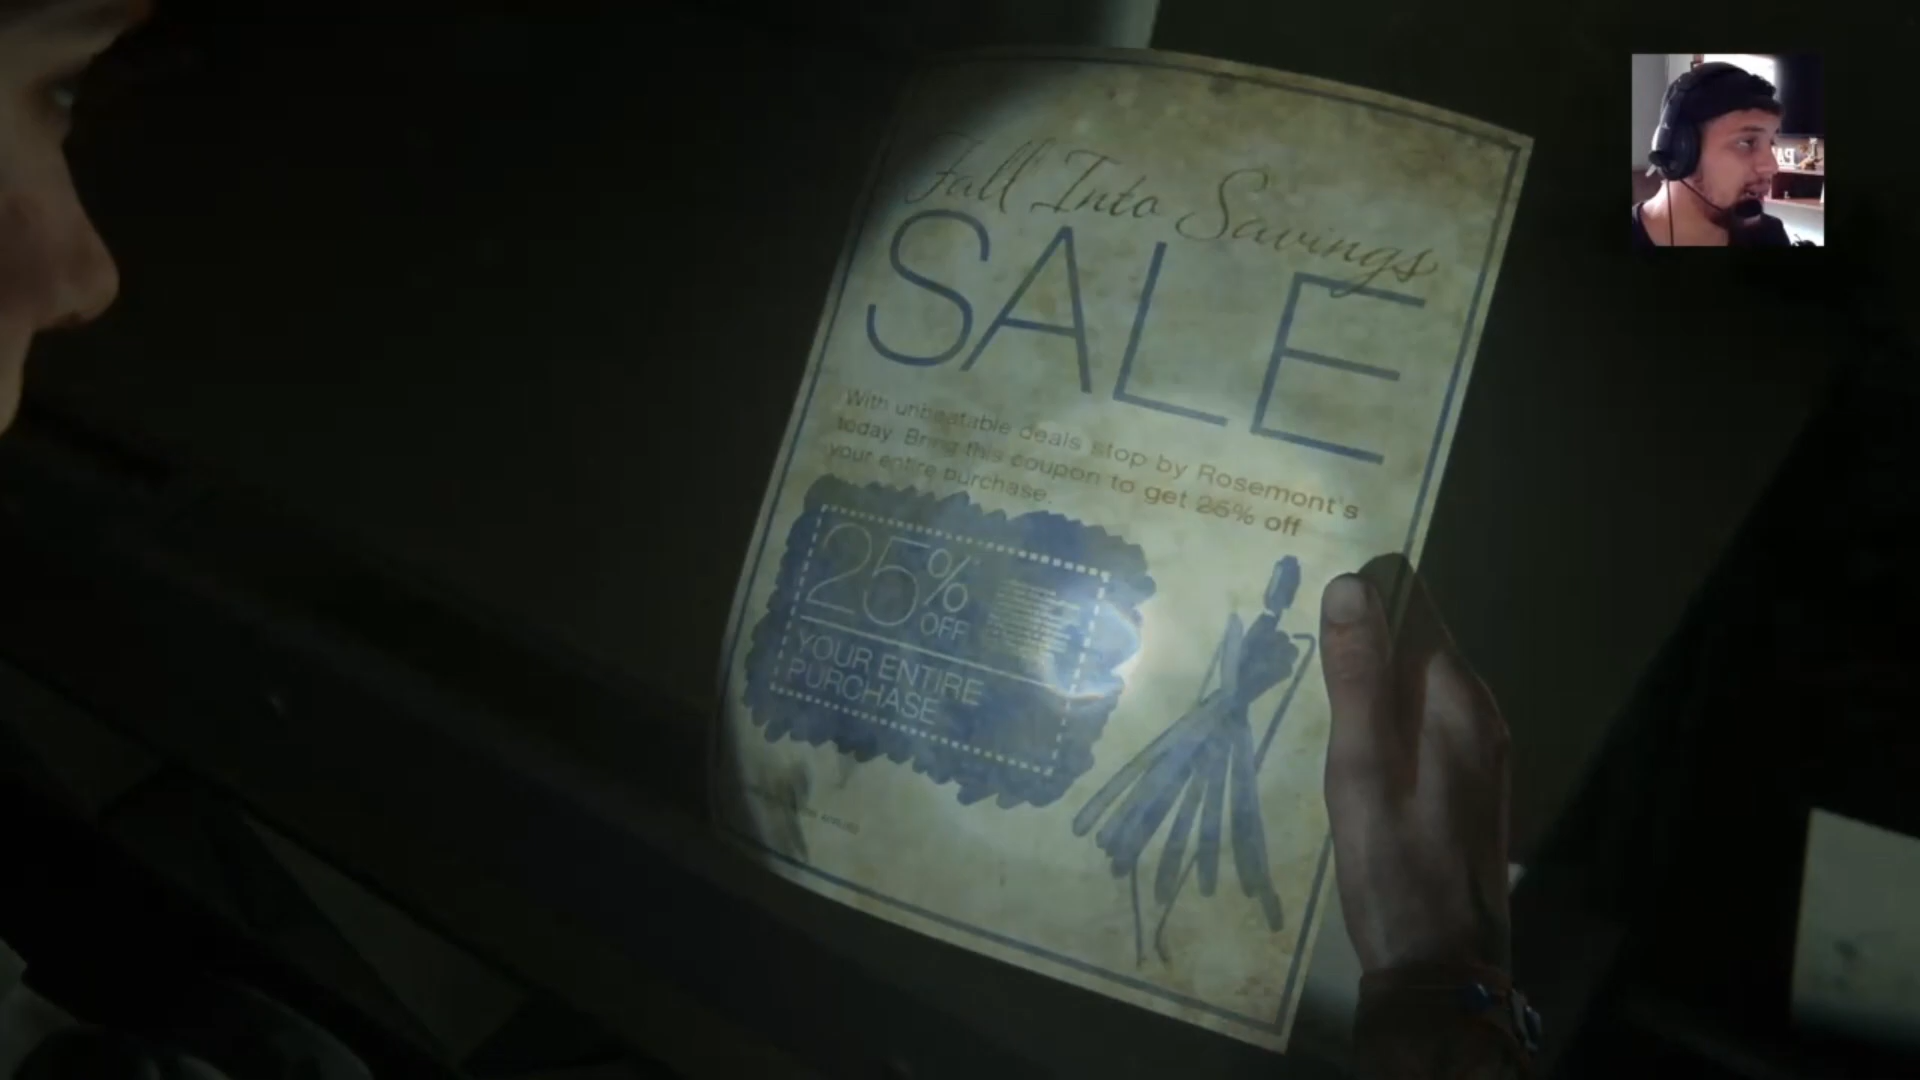 Fall Into Savings
SALE
With unbeatable deals stop by Rosemont's
today. Bring this coupon to get 25% off
your entire purchase.
25%
OFF
YOUR ENTIRE
PURCHASE